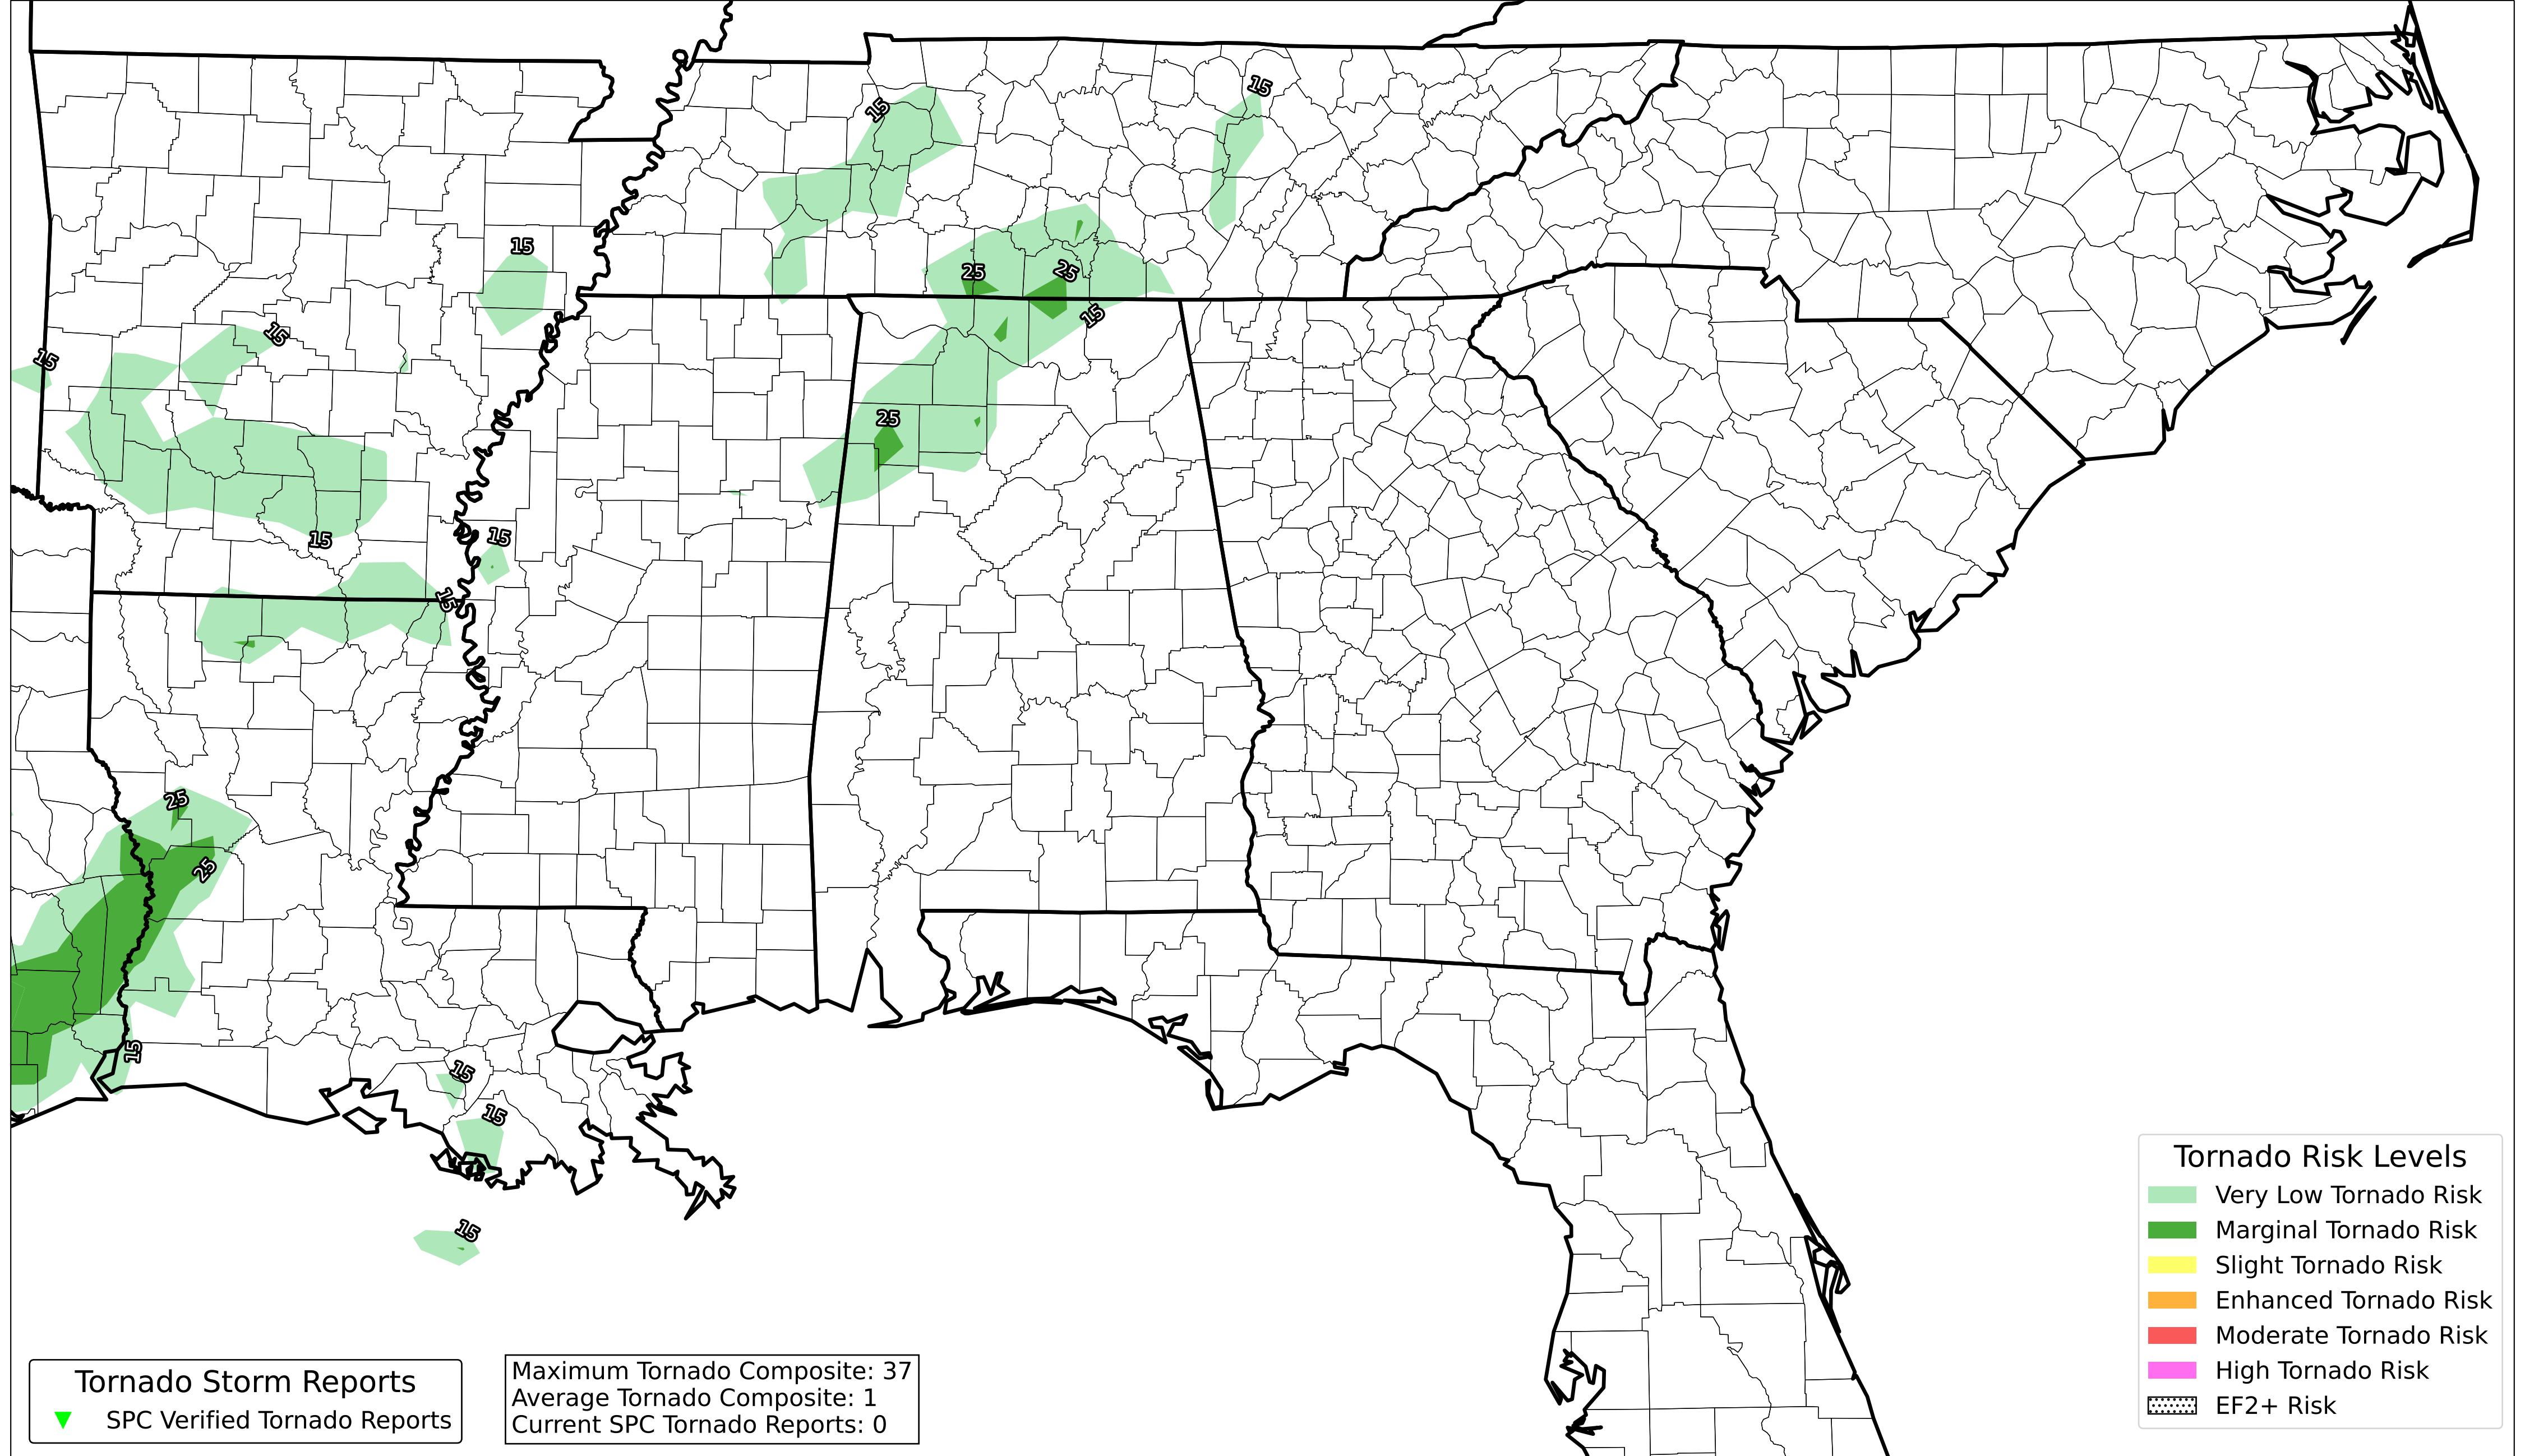 15
15
15
25
25
15
15
15
25
15
15
15
25
25
15
15
15
15
Tornado Risk Levels
Very Low Tornado Risk
Marginal Tornado Risk
Slight Tornado Risk
Enhanced Tornado Risk
Moderate Tornado Risk
High Tornado Risk
EF2+ Risk
Tornado Storm Reports
SPC Verified Tornado Reports
Maximum Tornado Composite: 37
Average Tornado Composite: 1
Current SPC Tornado Reports: 0